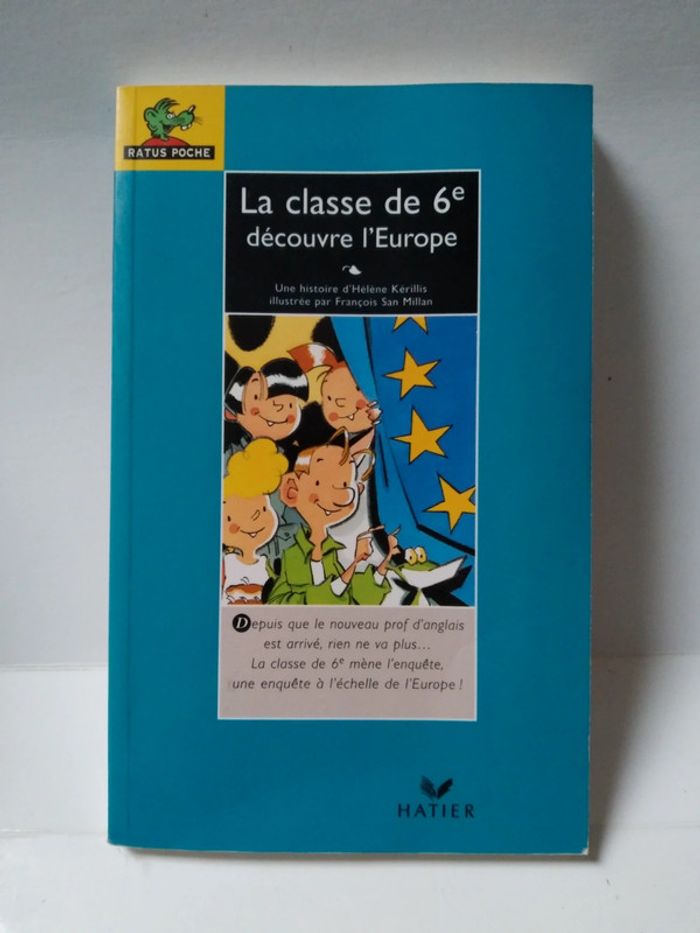 RATUS POCHE
La classe de 6e
découvre l'Europe
Une histoire d'Hélène Kérillis
illustrée par François San Millan
Depuis que le nouveau prof d'anglais
est arrivé, rien ne va plus...
La classe de 6e mène l'enquête,
une enquête à l'échelle de l'Europe !
HATIER